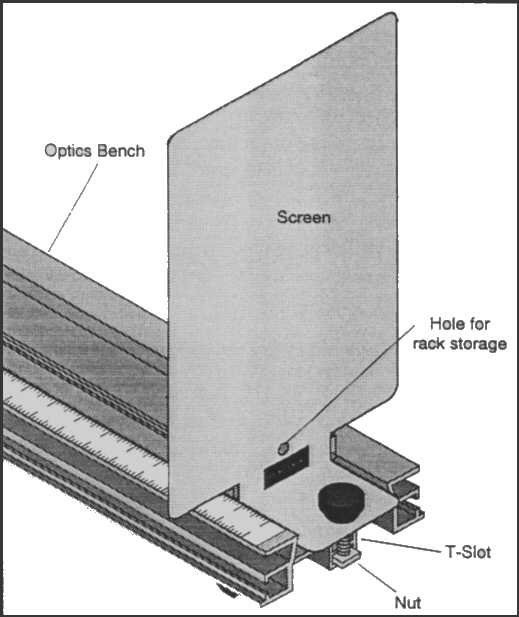 Optics Bench
Screen
Hole for
rack storage
T-Slot
Nut